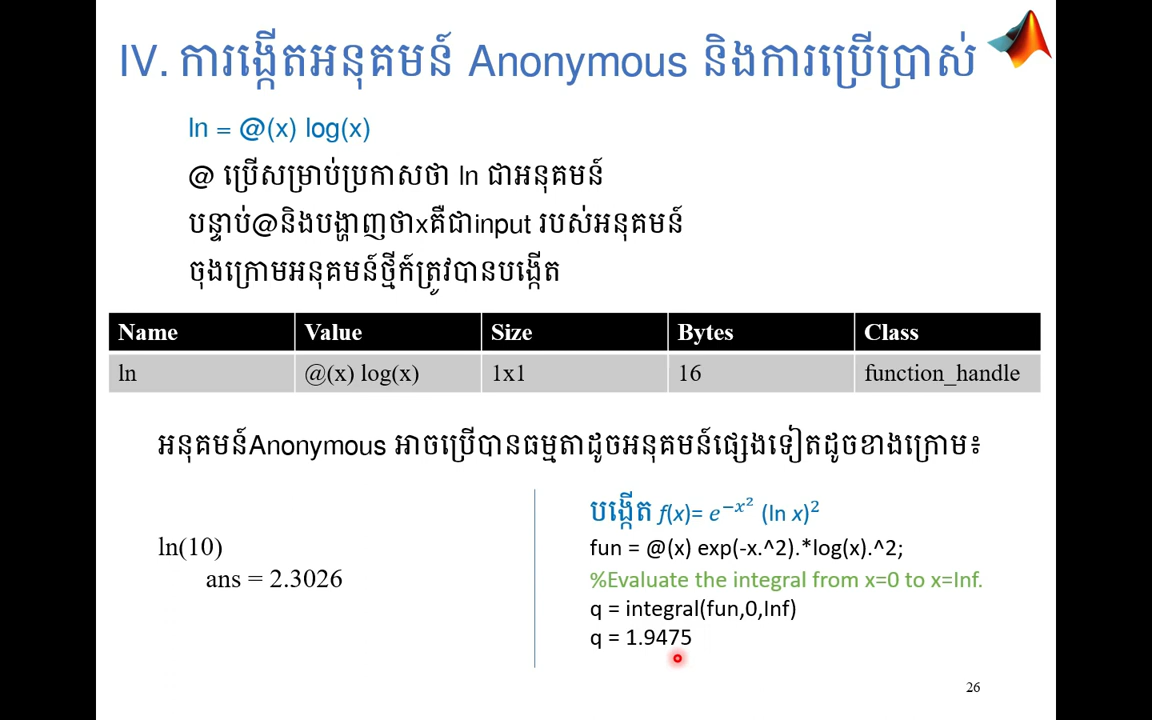 IV. ការង្កើតអនុគមន៍ Anonymous និងការប្រើប្រាស់
ln = @(x) log(x)
@ ប្រើសម្រាប់ប្រកាសថា ln ជាអនុគមន៍
បន្ទាប់@និងបង្ហាញថាxគឺជាinput របស់អនុគមន៍
ចុងក្រោមអនុគមន៍ថ្មីក៍ត្រូវបានបង្កើត
Name Value Size Bytes Class
ln @(x) log(x) 1x1 16 function_handle
អនុគមន៍Anonymous អាចប្រើបានធម្មតាដូចអនុគមន៍ផ្សេងទៀតដូចខាងក្រោម៖
ln(10)
ans = 2.3026
បង្កើត f(x)= e^{−x^2} (ln x)^2
fun = @(x) exp(-x.^2).*log(x).^2;
%Evaluate the integral from x=0 to x=Inf.
q = integral(fun,0,Inf)
q = 1.9475
26